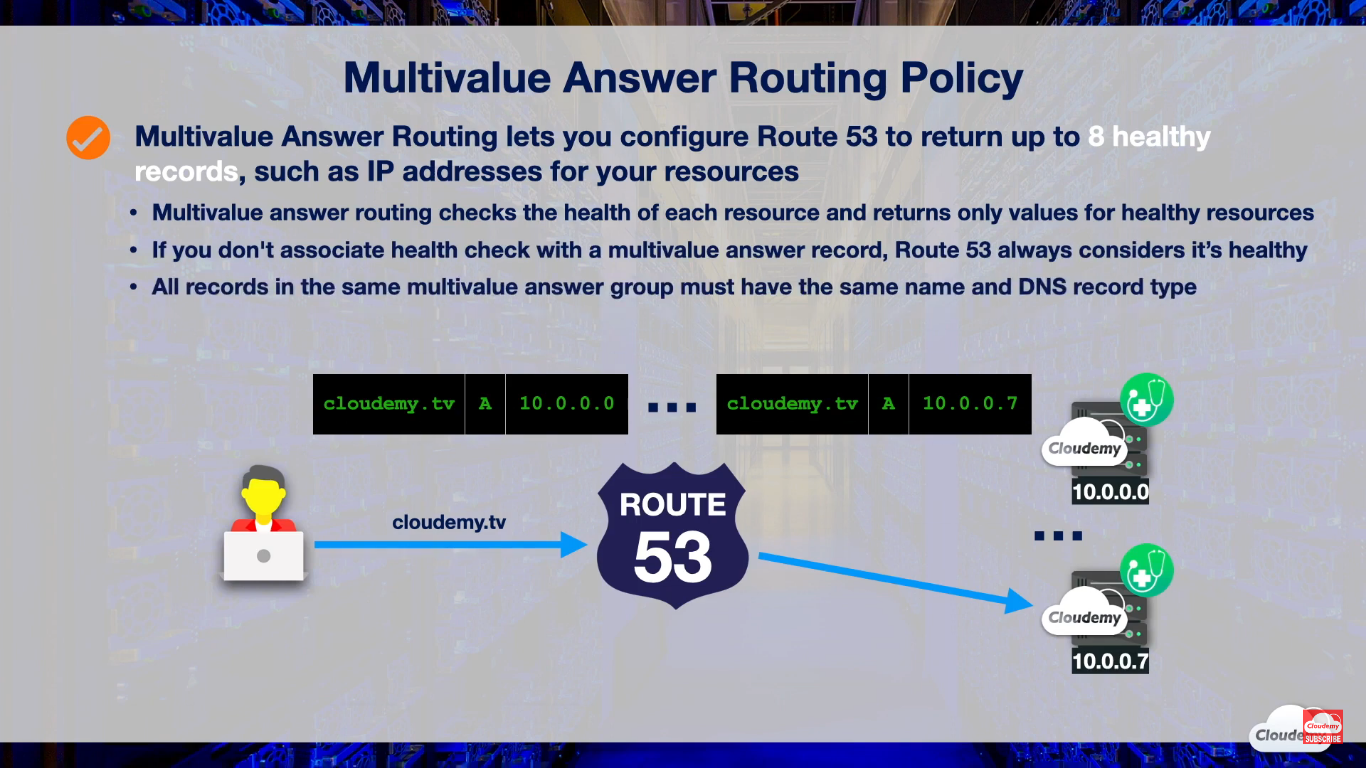 Multivalue Answer Routing Policy
Multivalue Answer Routing lets you configure Route 53 to return up to 8 healthy
records, such as IP addresses for your resources
• Multivalue answer routing checks the health of each resource and returns only values for healthy resources
• If you don't associate health check with a multivalue answer record, Route 53 always considers it’s healthy
• All records in the same multivalue answer group must have the same name and DNS record type
cloudemy.tv A 10.0.0.0 ... cloudemy.tv A 10.0.0.7
Cloudemy
10.0.0.0
ROUTE
53
cloudemy.tv
...
Cloudemy
10.0.0.7
Cloudemy
SUBSCRIBE